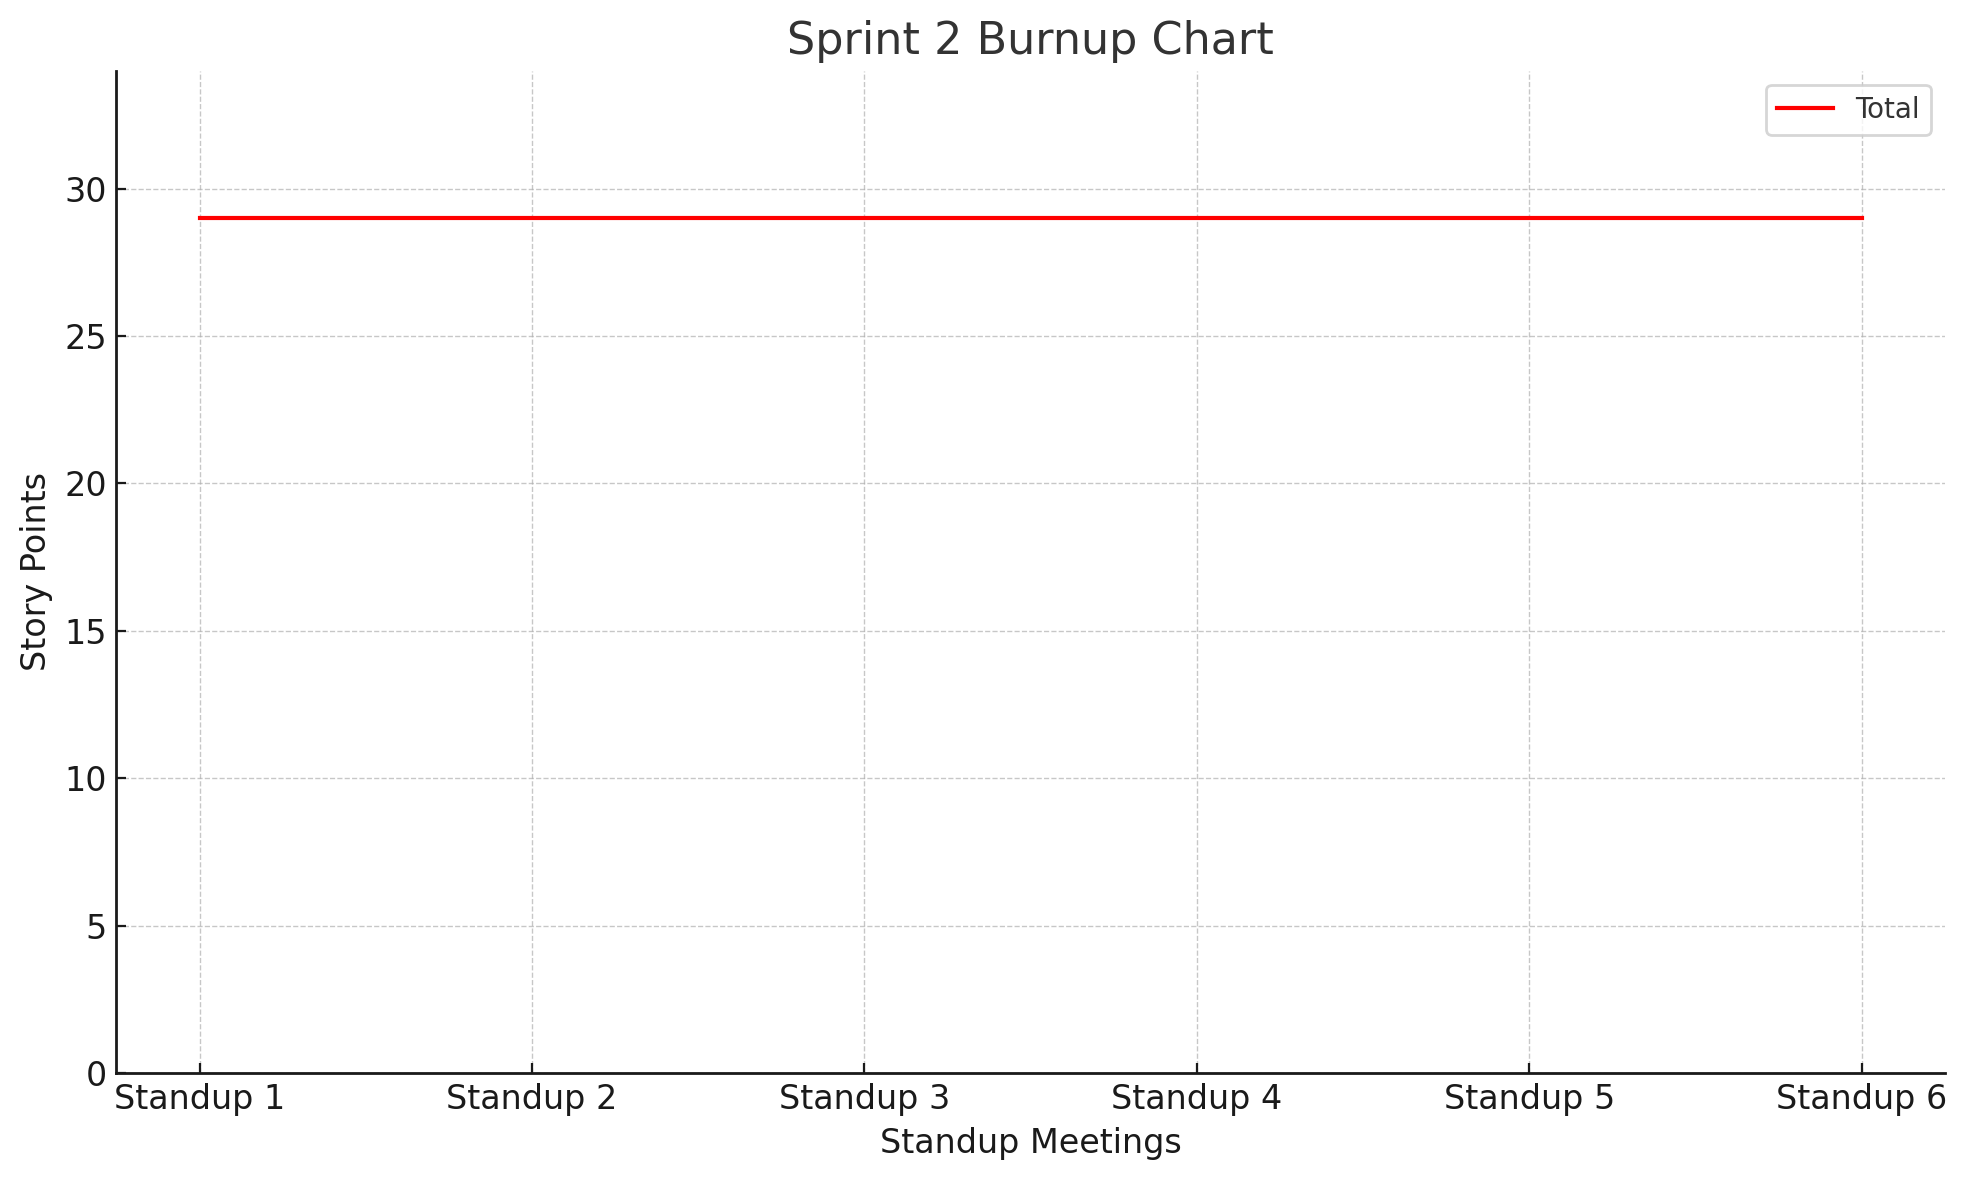 Sprint 2 Burnup Chart
Total
30
25
20
15
10
5
0
Story Points
Standup 1 Standup 2 Standup 3 Standup 4 Standup 5 Standup 6
Standup Meetings